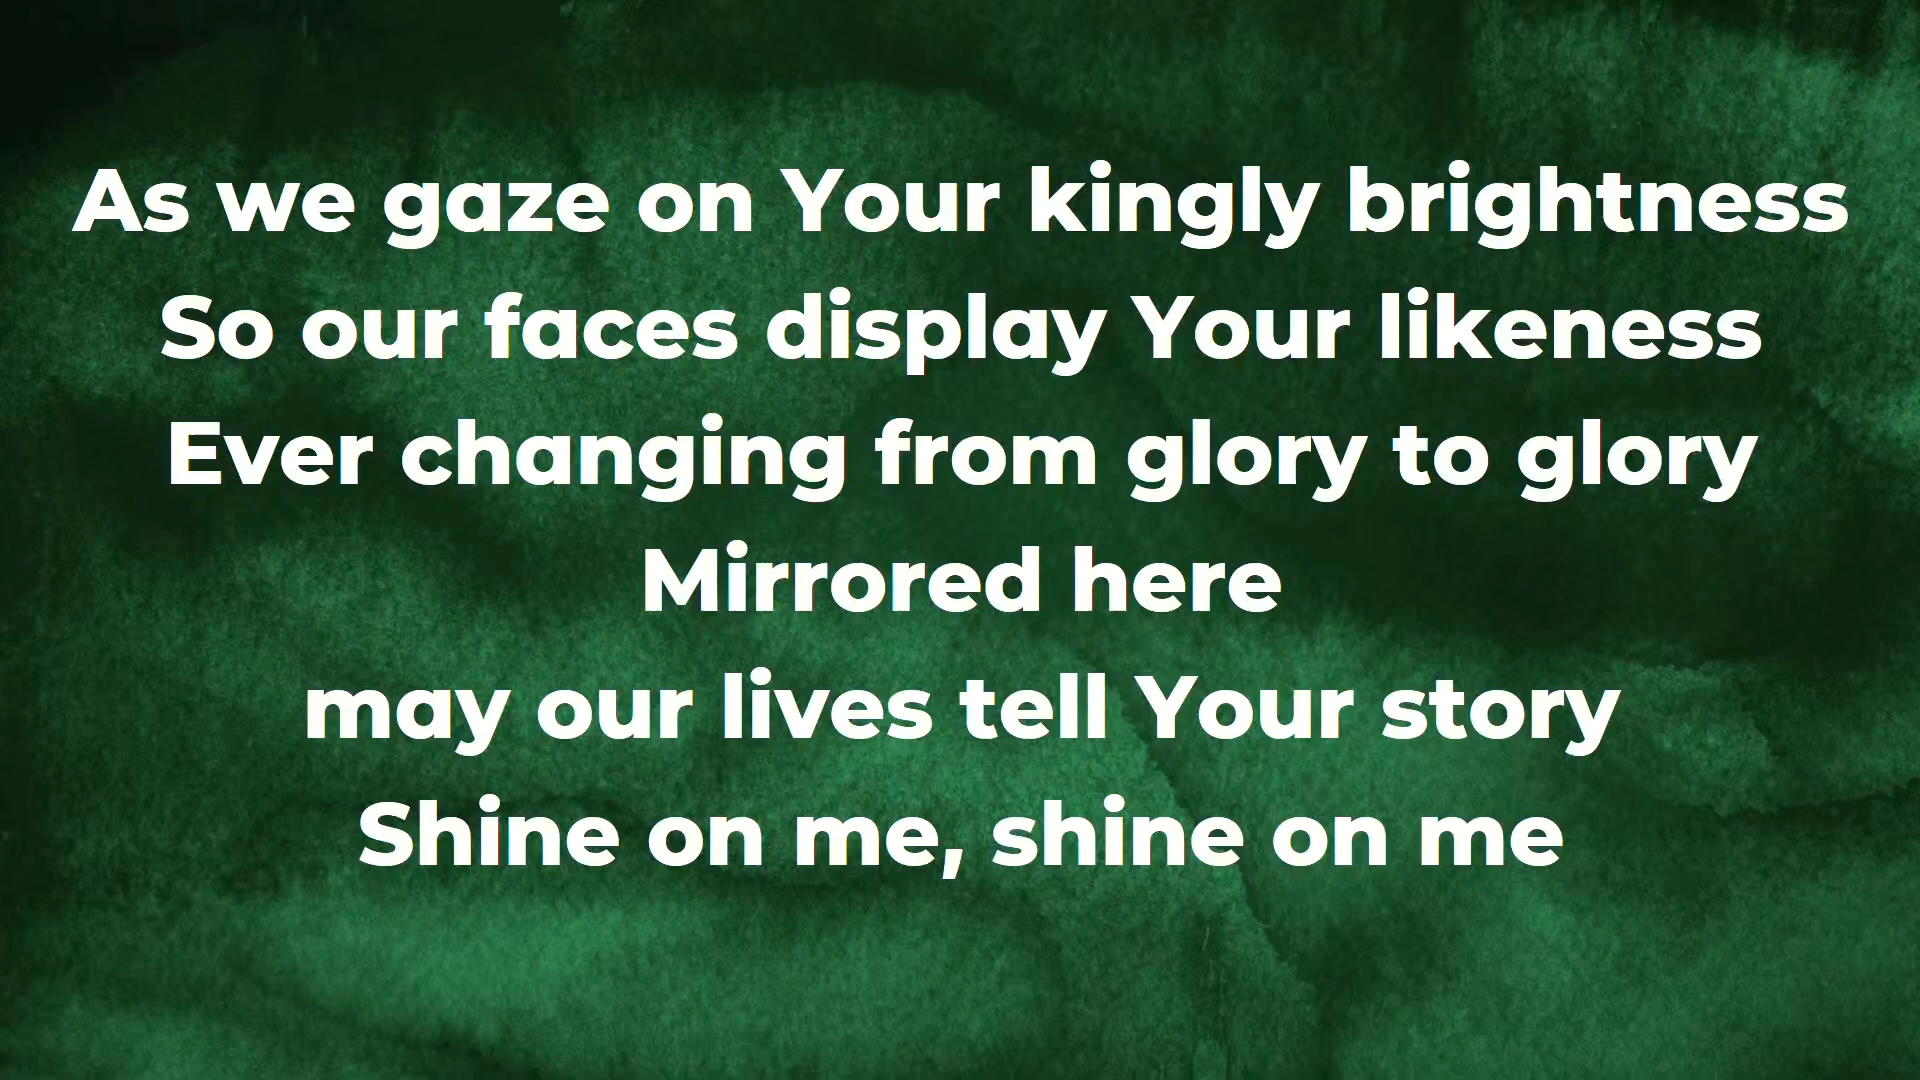 As we gaze on Your kingly brightness
So our faces display Your likeness
Ever changing from glory to glory
Mirrored here
may our lives tell Your story
Shine on me, shine on me